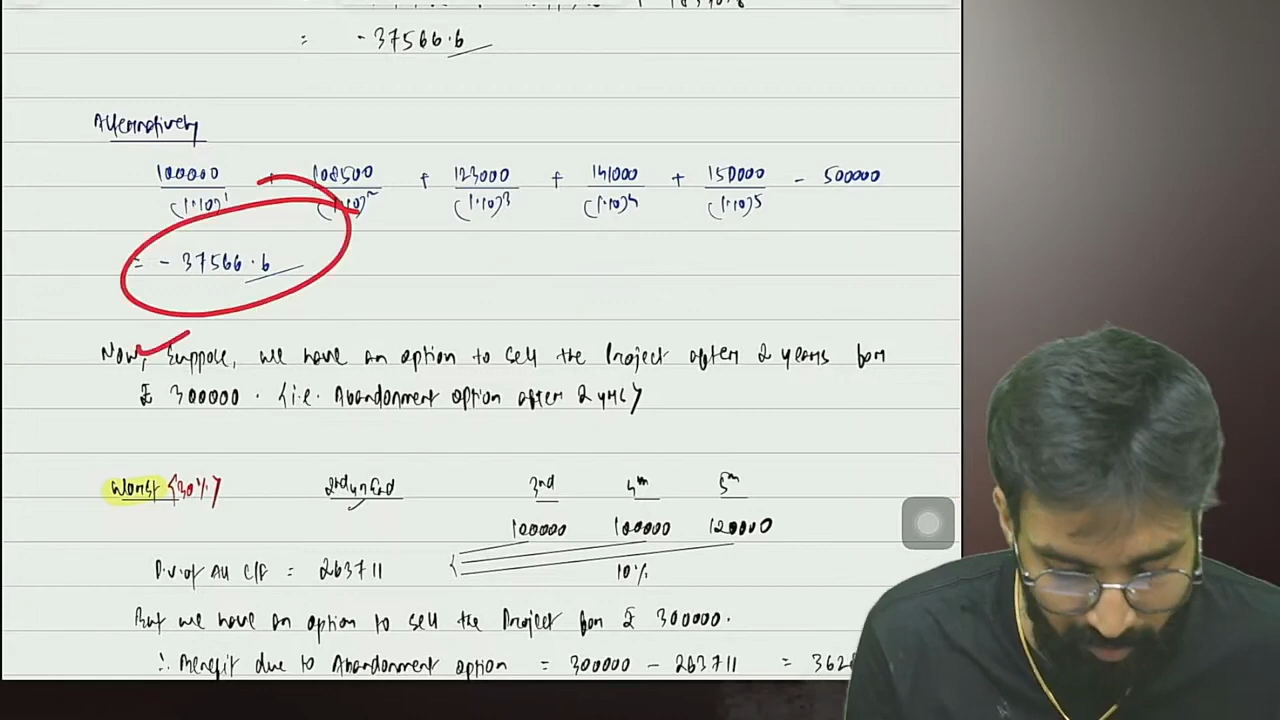 = -37566.6
Alternatively
100000/(1.10)^1 + 108500/(1.10)^2 + 123000/(1.10)^3 + 141000/(1.10)^4 + 150000/(1.10)^5 - 500000
= - 37566.6
Now, Suppose, we have an option to sell the Project after 2 years for
₹ 300000. {i.e. Abandonment option after 2 yrs}
Worst {30%} 2nd yr End 3rd 4th 5th
100000 100000 120000
P.V. of All C/F = 263711 10%
But we have an option to sell the Project for ₹ 300000.
∴ Benefit due to Abandonment option = 300000 - 263711 =